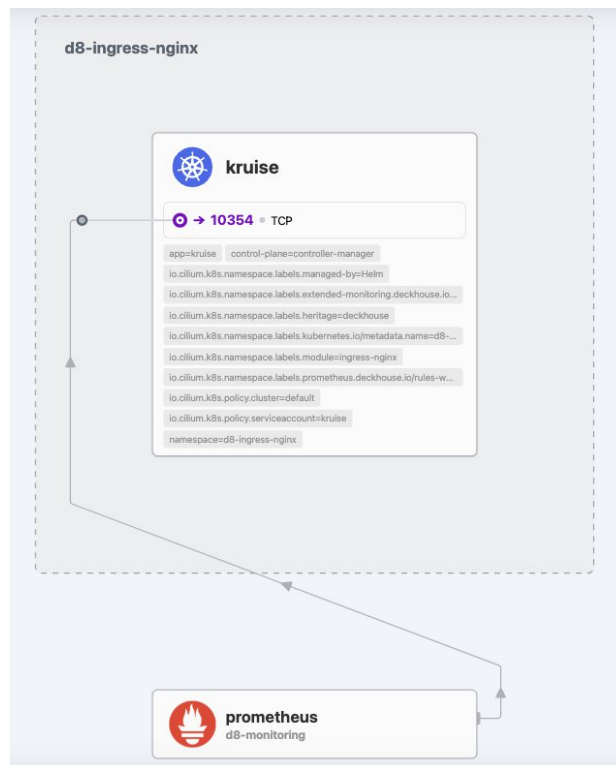 d8-ingress-nginx
kruise
10354 TCP
app=kruise control-plane=controller-manager
io.cilium.k8s.namespace.labels.managed-by=Helm
io.cilium.k8s.namespace.labels.extended-monitoring.deckhouse.io...
io.cilium.k8s.namespace.labels.heritage=deckhouse
io.cilium.k8s.namespace.labels.kubernetes.io/metadata.name=d8-...
io.cilium.k8s.namespace.labels.module=ingress-nginx
io.cilium.k8s.namespace.labels.prometheus.deckhouse.io/rules-w...
io.cilium.k8s.policy.cluster=default
io.cilium.k8s.policy.serviceaccount=kruise
namespace=d8-ingress-nginx
prometheus
d8-monitoring